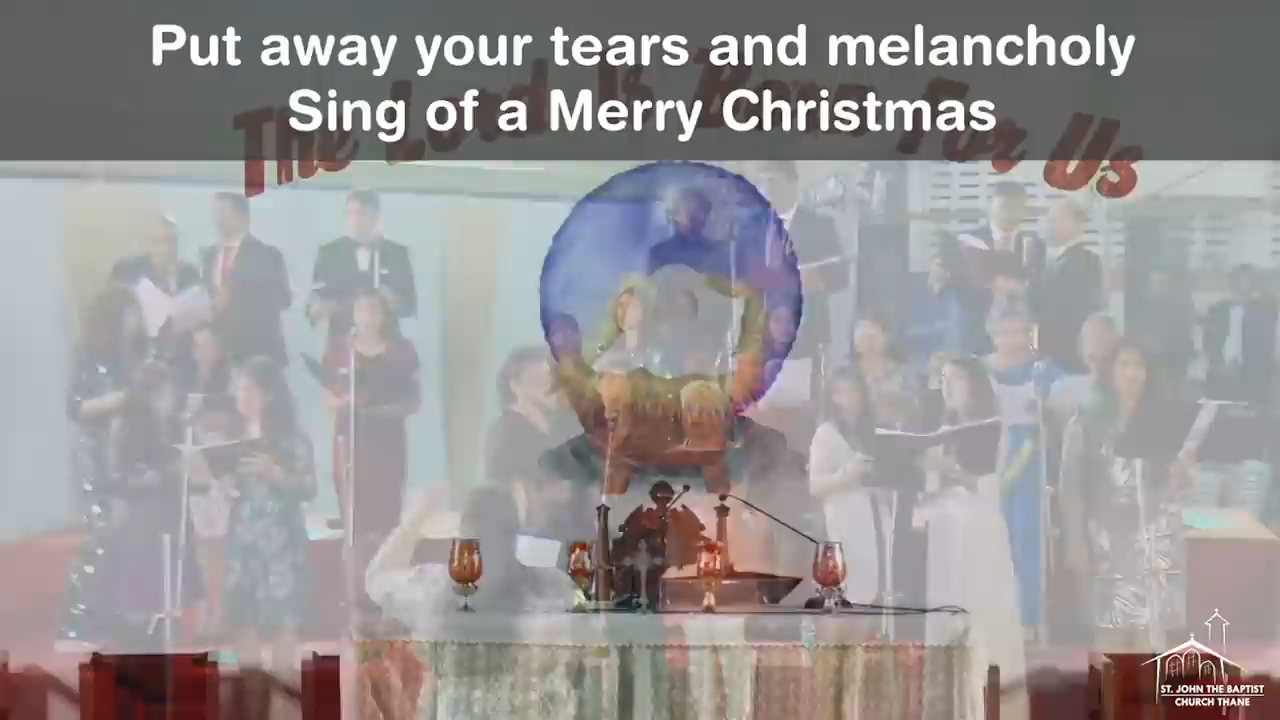 Put away your tears and melancholy
Sing of a Merry Christmas
The Lord Is Born For Us
ST. JOHN THE BAPTIST
CHURCH THANE